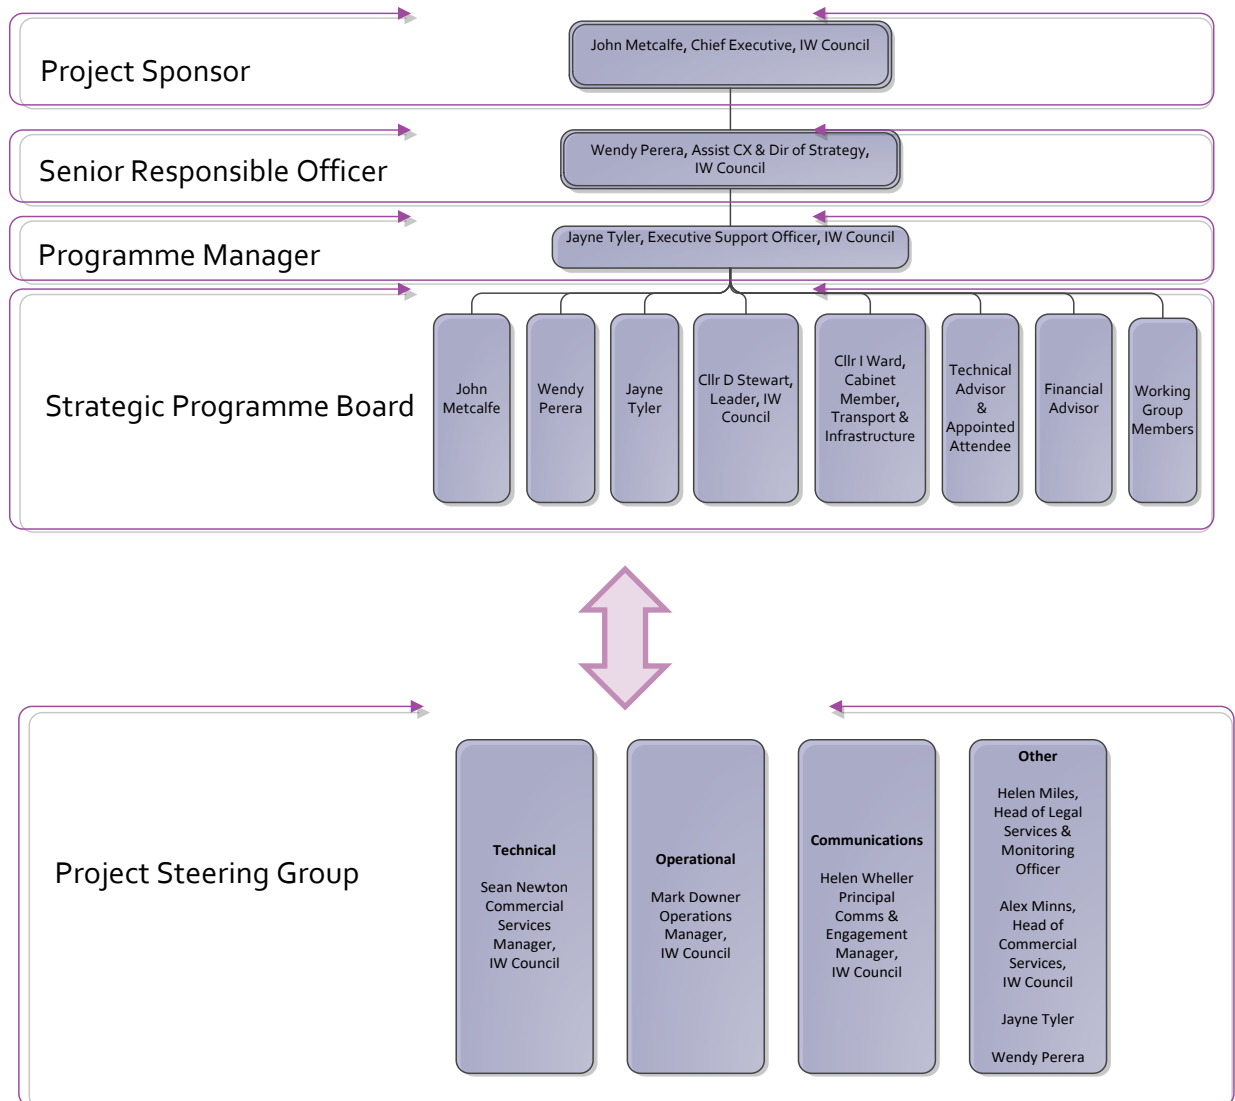 Project Sponsor
John Metcalfe, Chief Executive, IW Council
Senior Responsible Officer
Wendy Perera, Assist CX & Dir of Strategy,
IW Council
Programme Manager
Jayne Tyler, Executive Support Officer, IW Council
Strategic Programme Board
John
Metcalfe
Wendy
Perera
Jayne
Tyler
Cllr D Stewart,
Leader, IW
Council
Cllr I Ward,
Cabinet
Member,
Transport &
Infrastructure
Technical
Advisor
&
Appointed
Attendee
Financial
Advisor
Working
Group
Members
Project Steering Group
Technical
Sean Newton
Commercial
Services
Manager,
IW Council
Operational
Mark Downer
Operations
Manager,
IW Council
Communications
Helen Wheller
Principal
Comms &
Engagement
Manager,
IW Council
Other
Helen Miles,
Head of Legal
Services &
Monitoring
Officer
Alex Minns,
Head of
Commercial
Services,
IW Council
Jayne Tyler
Wendy Perera